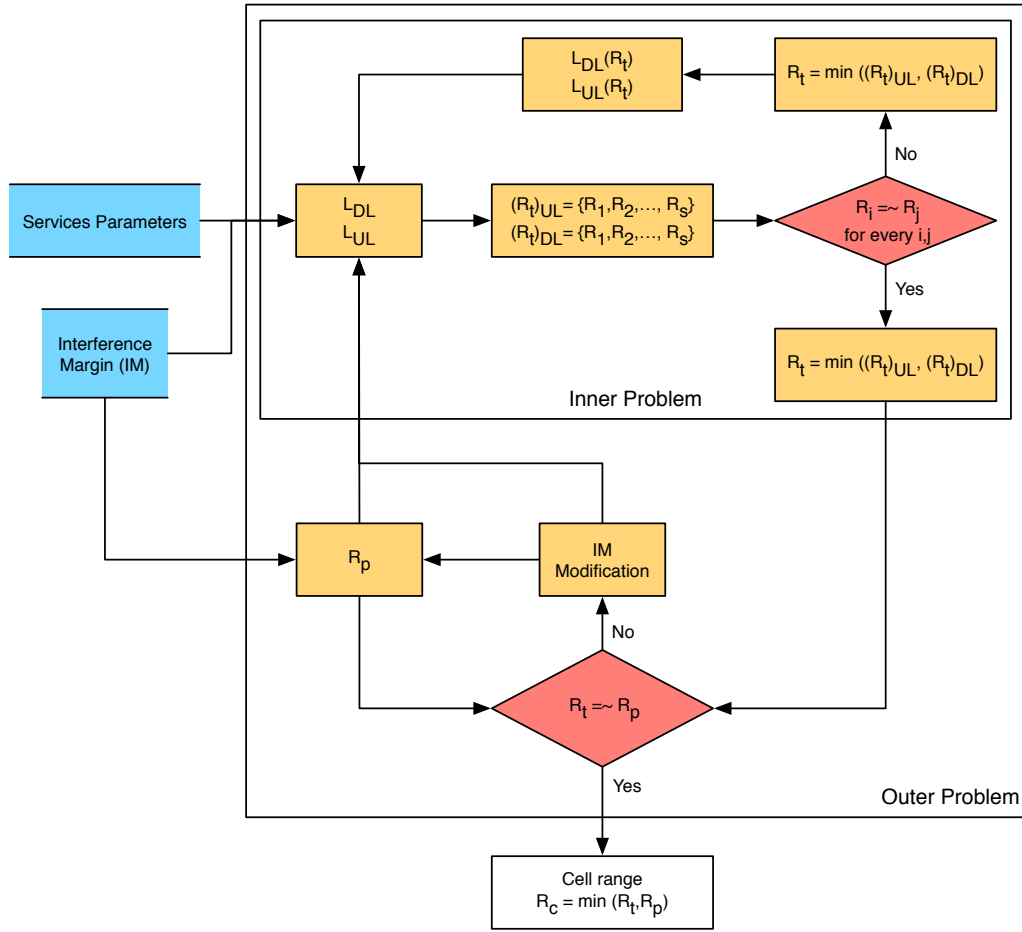 L_DL(R_t)
L_UL(R_t)
R_t = min ((R_t)_UL, (R_t)_DL)
No
Services Parameters
L_DL
L_UL
(R_t)_UL= {R_1,R_2,..., R_s}
(R_t)_DL= {R_1,R_2,..., R_s}
R_i =~ R_j
for every i,j
Yes
Interference
Margin (IM)
R_t = min ((R_t)_UL, (R_t)_DL)
Inner Problem
R_p
IM
Modification
No
R_t =~ R_p
Yes
Outer Problem
Cell range
R_c = min (R_t,R_p)